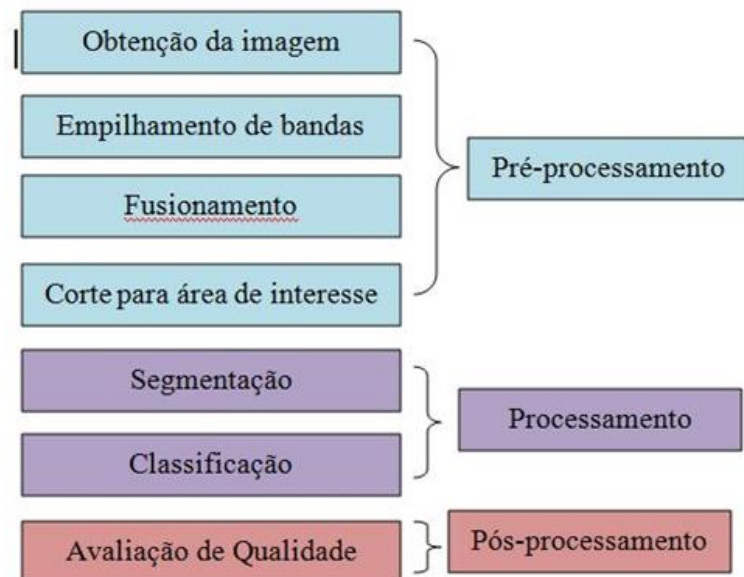 Obtenção da imagem
Empilhamento de bandas
Fusionamento
Corte para área de interesse
Pré-processamento
Segmentação
Classificação
Processamento
Avaliação de Qualidade
Pós-processamento